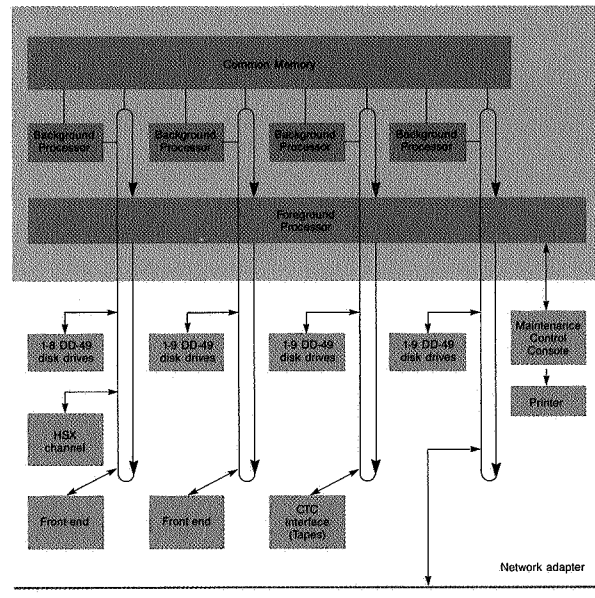 Common Memory
Background
Processor
Background
Processor
Background
Processor
Background
Processor
Foreground
Processor
1-8 DD-49
disk drives
1-9 DD-49
disk drives
1-9 DD-49
disk drives
1-9 DD-49
disk drives
Maintenance
Control
Console
Printer
HSX
channel
Front end
Front end
CTC
Interface
(Tapes)
Network adapter